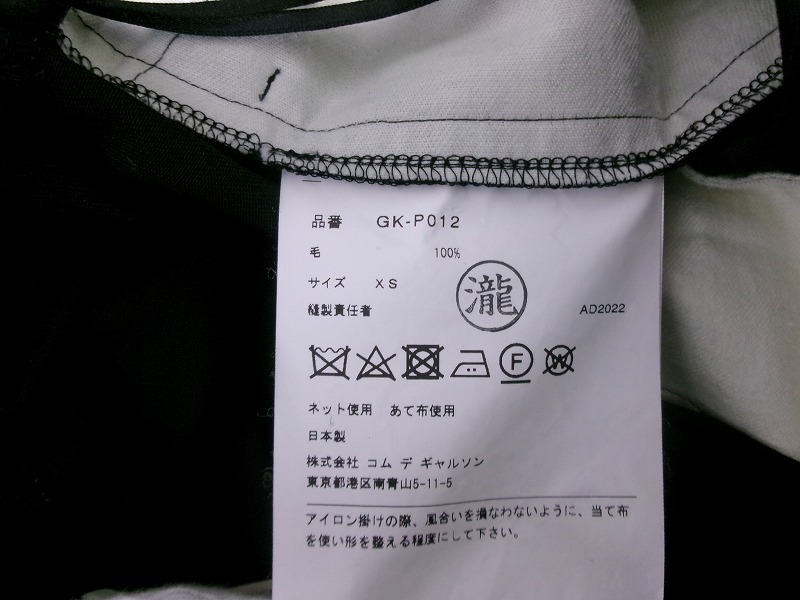 品番 GK-P012
毛 100%
サイズ XS
縫製責任者 瀧 AD2022
F W
ネット使用 あて布使用
日本製
株式会社 コム デ ギャルソン
東京都港区南青山5-11-5
アイロン掛けの際、風合いを損なわないように、当て布
を使い形を整える程度にして下さい。